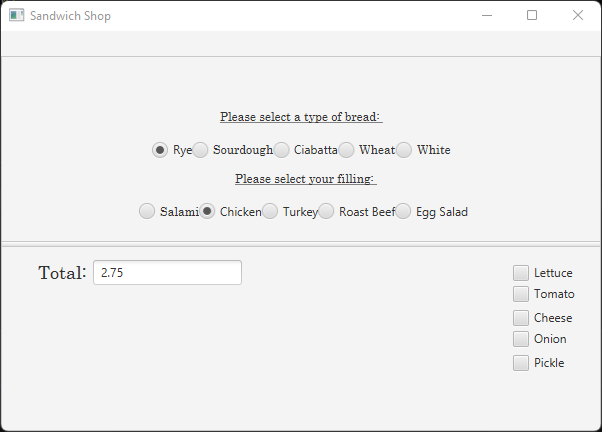 Sandwich Shop
Please select a type of bread:
Rye Sourdough Ciabatta Wheat White
Please select your filling:
Salami Chicken Turkey Roast Beef Egg Salad
Total: 2.75
Lettuce
Tomato
Cheese
Onion
Pickle